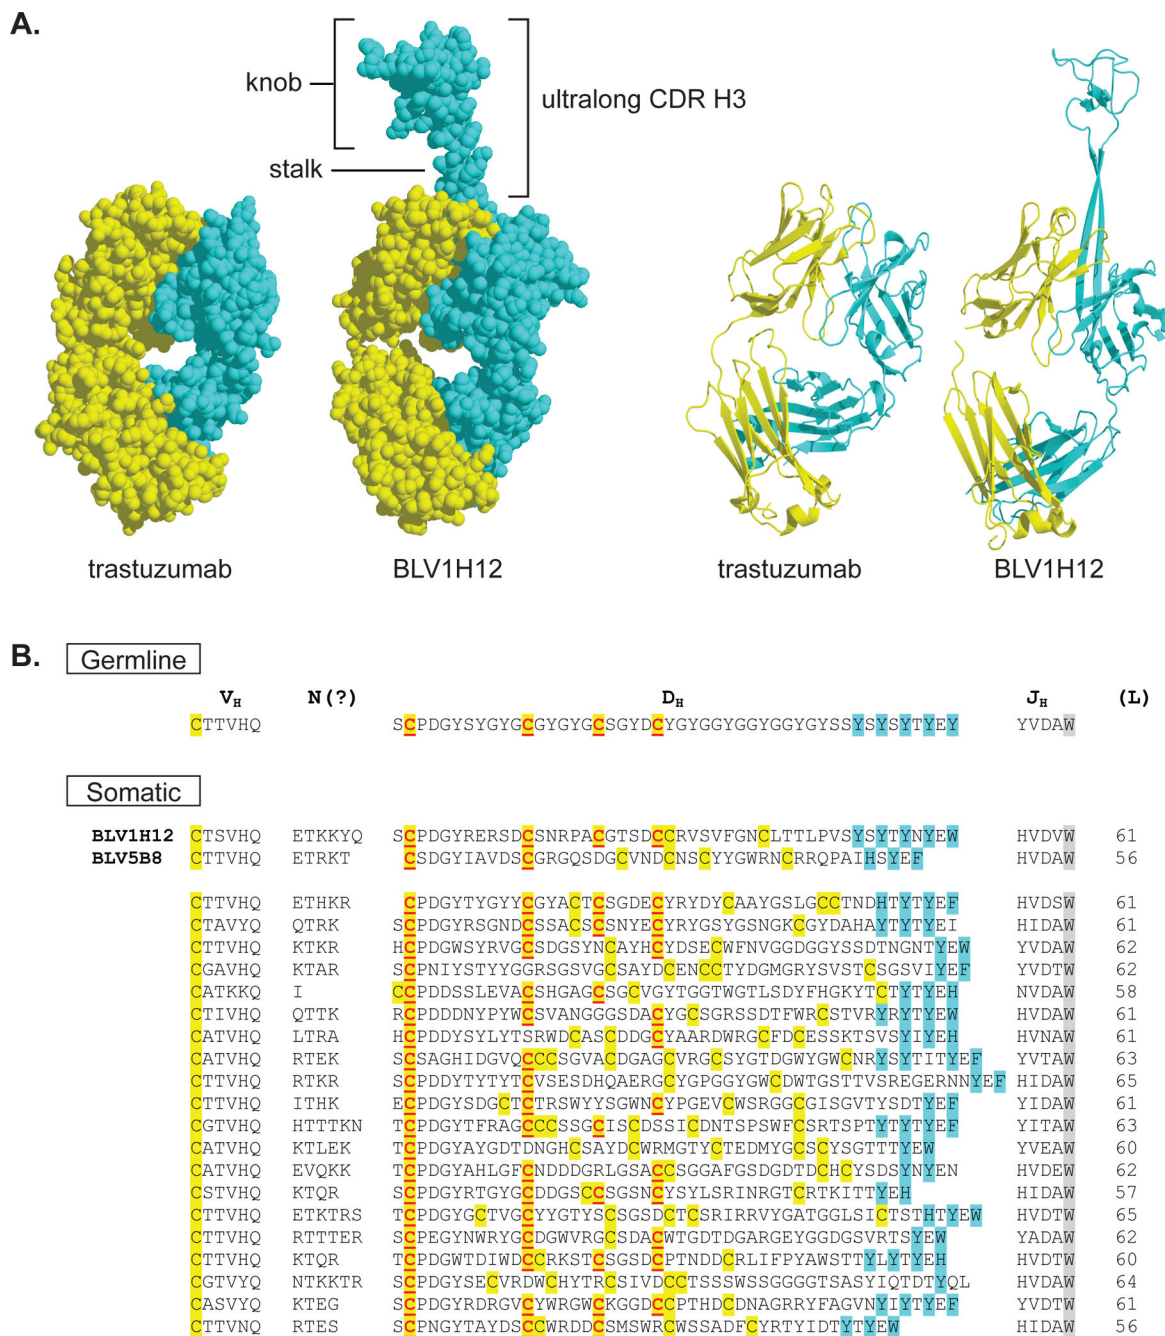 A.
knob
ultralong CDR H3
stalk
trastuzumab BLV1H12 trastuzumab BLV1H12
B. Germline
VH N(?) DH JH (L)
CTTVHQ SCPDGYSYGYGCGYGYGCSGYDCYGYGGYGGYGGYGYSSYSYSYTYEY YVDAW
Somatic
BLV1H12 CTSVHQ ETKKYQ SCPDGYRERSDCSNRPACGTSDCCRVSVFGNCLTTLPVSYSYTYNYEW HVDVW 61
BLV5B8 CTTVHQ ETRKT CSDGYIAVDSCGRGQSDGCVNDCNSCYYGWRNCRRQPAIHSYEF HVDAW 56
CTTVHQ ETHKR CPDGYTYGYYCGYACTCSGDECYRYDYCAAYGSLGCCTNDHTYTYEF HVDSW 61
CTAVYQ QTRK SCPDGYRSGNDCSSACSCSNYECYRYGSYGSNGKCGYDAHAYTYTYEI HIDAW 61
CTTVHQ KTKR HCPDGWSYRVGCSDGSYNCAYHCYDSECWFNVGGDGGYSSDTNGNTYEW YVDAW 62
CGAVHQ KTAR SCPNIYSTYYGGRSGSVGCSAYDCENCCTYDGMGRYSVSTCSGSVIYEF YVDTW 62
CATKKQ I CCPDDSSLEVACSHGAGCSGCVGYTGGTWGTLSDYFHGKYTCTYTYEH NVDAW 58
CTIVHQ QTTK RCPDDDNYPYWCSVANGGGSDACYGCSGRSSDTFWRCSTVRYRYTYEW HVDAW 61
CATVHQ LTRA HCPDDYSYLYTSRWDCASCDDGCYAARDWRGCFDCESSKTSVSYIYEH HVNAW 61
CATVHQ RTEK SCSAGHIDGVQCCCSGVACDGAGCVRGCSYGTDGWYGWCNRYSYTITYEF YVTAW 63
CTTVHQ RTKR SCPDDYTYTYTCVSESDHQAERGCYGPGGYGWCDWTGSTTVSREGERNNYEF HIDAW 65
CTTVHQ ITHK ECPDGYSDGCTCTRSWYYSGWNCYPGEVCWSRGGCGISGVTYSDTYEF YVDAW 61
CGTVHQ HTTTKN TCPDGYTFRAGCCCSSGCISCDSSICDNTSPSWFCSRTSPTYTYTYEF YITAW 63
CATVHQ KTLEK TCPDGYAYGDTDNGHCSAYDCWRMGTYCTEDMYGCSCYSGTTTYEW YVEAW 60
CATVHQ EVQKK TCPDGYAHLGFCNDDDGRLGSACCSGGAFGSDGDTDCHCYSDSYNYEN HVDEW 62
CSTVHQ KTQR SCPDGYRTGYGCDDGSCCSGSNCYSYLSRINRGTCRTKITTYEH HIDAW 57
CTTVHQ ETKTRS TCPDGYGCTVGCYYGTYSCSGSDCTCSRIRRVYGATGGLSICTSTHTYEW HVDTW 65
CTTVHQ RTTTER SCPEGYNWRYGCDGWVRGCSDACWTGDTDGARGEYGGDGSVRTSYEW YADAW 62
CTTVHQ KTQR TCPDGWTDIWDCCRKSTCSGSDCPTNDDCRLIFPYAWSTTYLYTYEH HVDTW 60
CGTVYQ NTKKTR SCPDGYSECVRDWCHYTRCSIVDCCTSSSWSSGGGGTSASYIQTDTYQL HVDAW 64
CASVYQ KTEG SCPDGYRDRGVCYWRGWCKGGDCCPTHDCDNAGRRYFAGVNYIYTYEF YVDTW 61
CTTVNQ RTES SCPNGYTAYDSCCWRDDCSMSWRCWSSADFCYRTYIDTYTYEW HVDAW 56